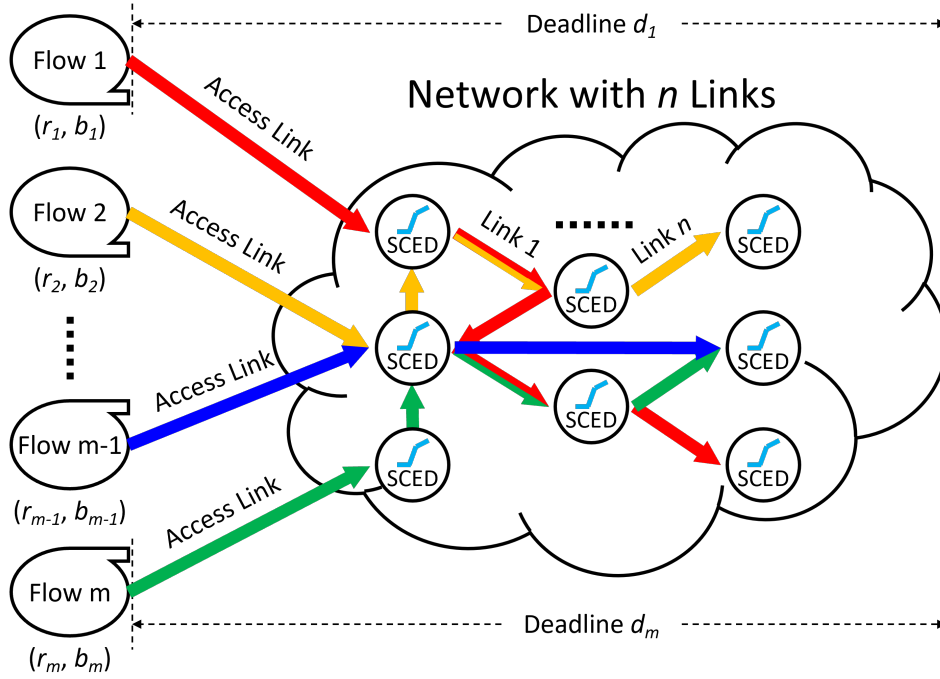 Deadline d1
Flow 1
(r1, b1)
Access Link
Network with n Links
Flow 2
(r2, b2)
Access Link
SCED
Link 1
SCED
Link n
SCED
SCED
SCED
SCED
Access Link
Flow m-1
(rm-1, bm-1)
SCED
SCED
Access Link
Flow m
(rm, bm)
Deadline dm